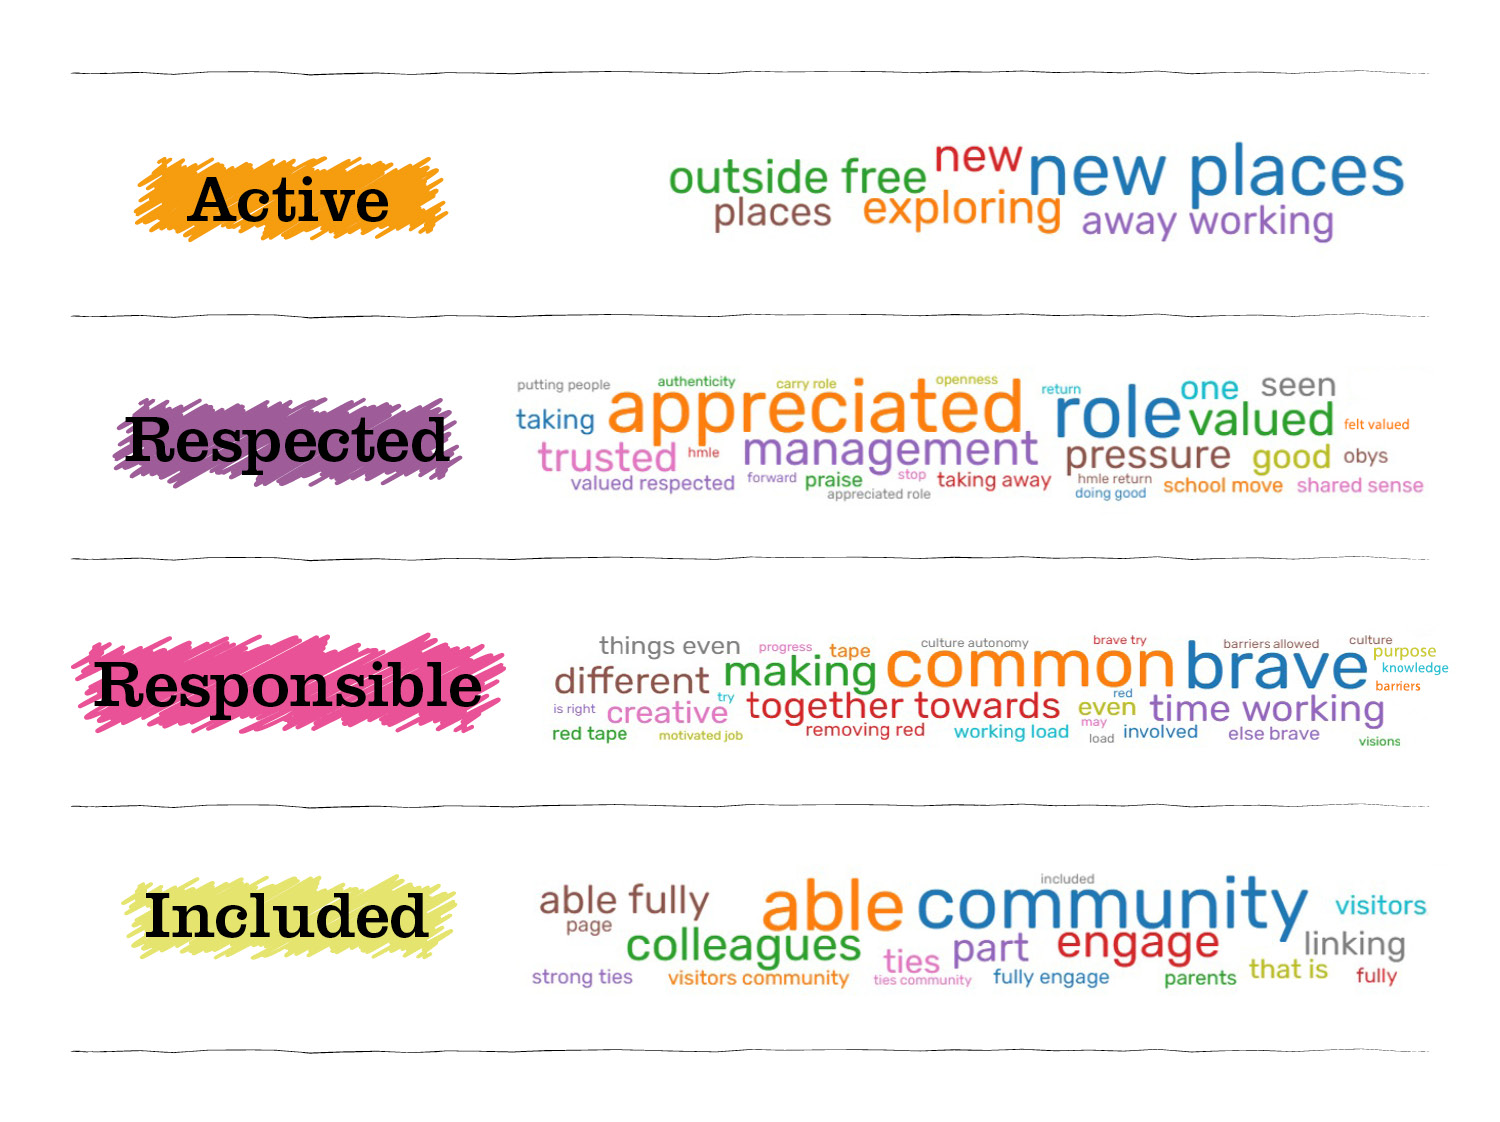 Active
new new places
outside free
places exploring away working
Respected
putting people authenticity carry role openness return one seen
taking appreciated role valued felt valued
trusted hmle management pressure good obys
valued respected forward praise stop taking away hmle return school move shared sense
appreciated role doing good
Responsible
things even progress tape culture autonomy brave try barriers allowed culture
different making common brave purpose
knowledge
barriers
is right creative try together towards red even time working
red tape motivated job removing red working load may load involved else brave visions
Included
able fully able included community visitors
page colleagues ties part engage linking
strong ties visitors community ties community fully engage parents that is fully